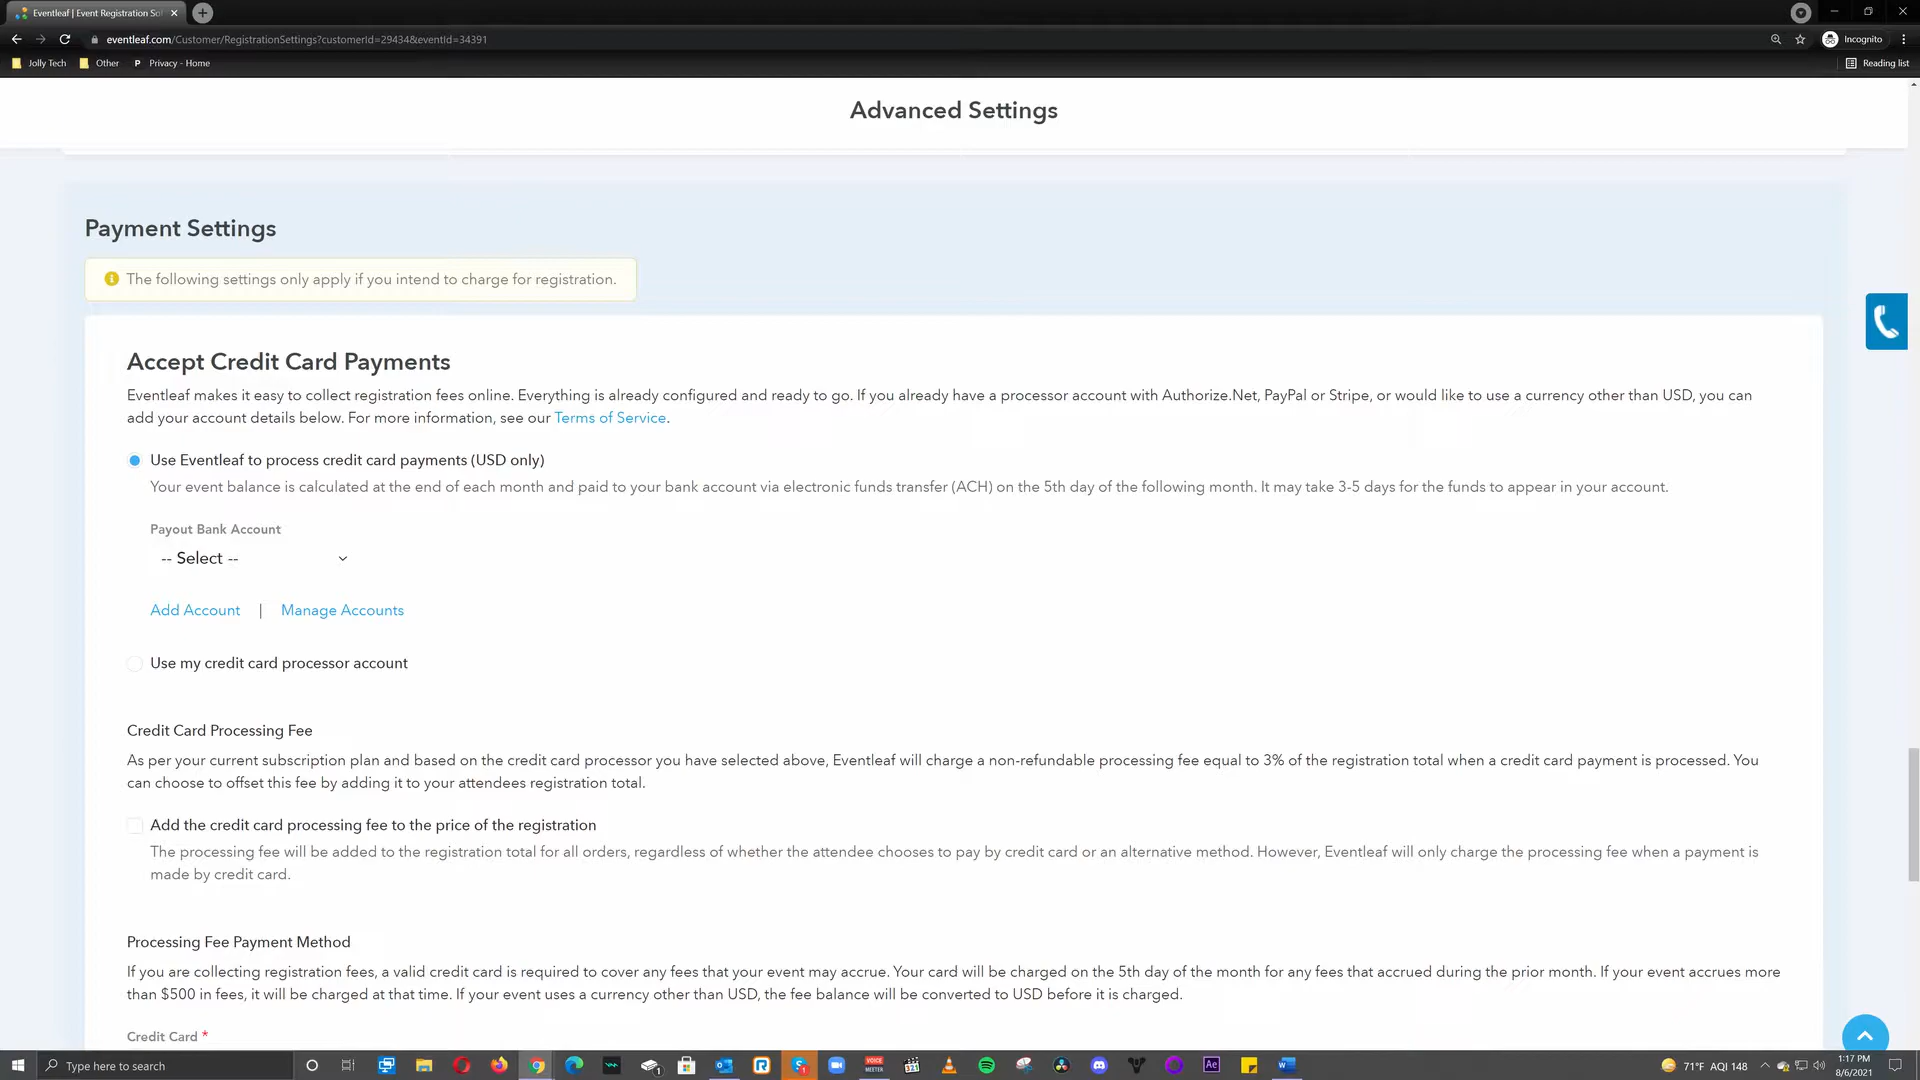 Eventleaf | Event Registration So
eventleaf.com/Customer/RegistrationSettings?customerId=29434&eventId=34391
Incognito
Jolly Tech
Other
P Privacy - Home
Reading list
Advanced Settings
Payment Settings
The following settings only apply if you intend to charge for registration.
Accept Credit Card Payments
Eventleaf makes it easy to collect registration fees online. Everything is already configured and ready to go. If you already have a processor account with Authorize.Net, PayPal or Stripe, or would like to use a currency other than USD, you can
add your account details below. For more information, see our Terms of Service.
Use Eventleaf to process credit card payments (USD only)
Your event balance is calculated at the end of each month and paid to your bank account via electronic funds transfer (ACH) on the 5th day of the following month. It may take 3-5 days for the funds to appear in your account.
Payout Bank Account
-- Select --
Add Account | Manage Accounts
Use my credit card processor account
Credit Card Processing Fee
As per your current subscription plan and based on the credit card processor you have selected above, Eventleaf will charge a non-refundable processing fee equal to 3% of the registration total when a credit card payment is processed. You
can choose to offset this fee by adding it to your attendees registration total.
Add the credit card processing fee to the price of the registration
The processing fee will be added to the registration total for all orders, regardless of whether the attendee chooses to pay by credit card or an alternative method. However, Eventleaf will only charge the processing fee when a payment is
made by credit card.
Processing Fee Payment Method
If you are collecting registration fees, a valid credit card is required to cover any fees that your event may accrue. Your card will be charged on the 5th day of the month for any fees that accrued during the prior month. If your event accrues more
than $500 in fees, it will be charged at that time. If your event uses a currency other than USD, the fee balance will be converted to USD before it is charged.
Credit Card *
Type here to search
VOICE
MEETER
Ae
71°F AQI 148
1:17 PM
8/6/2021